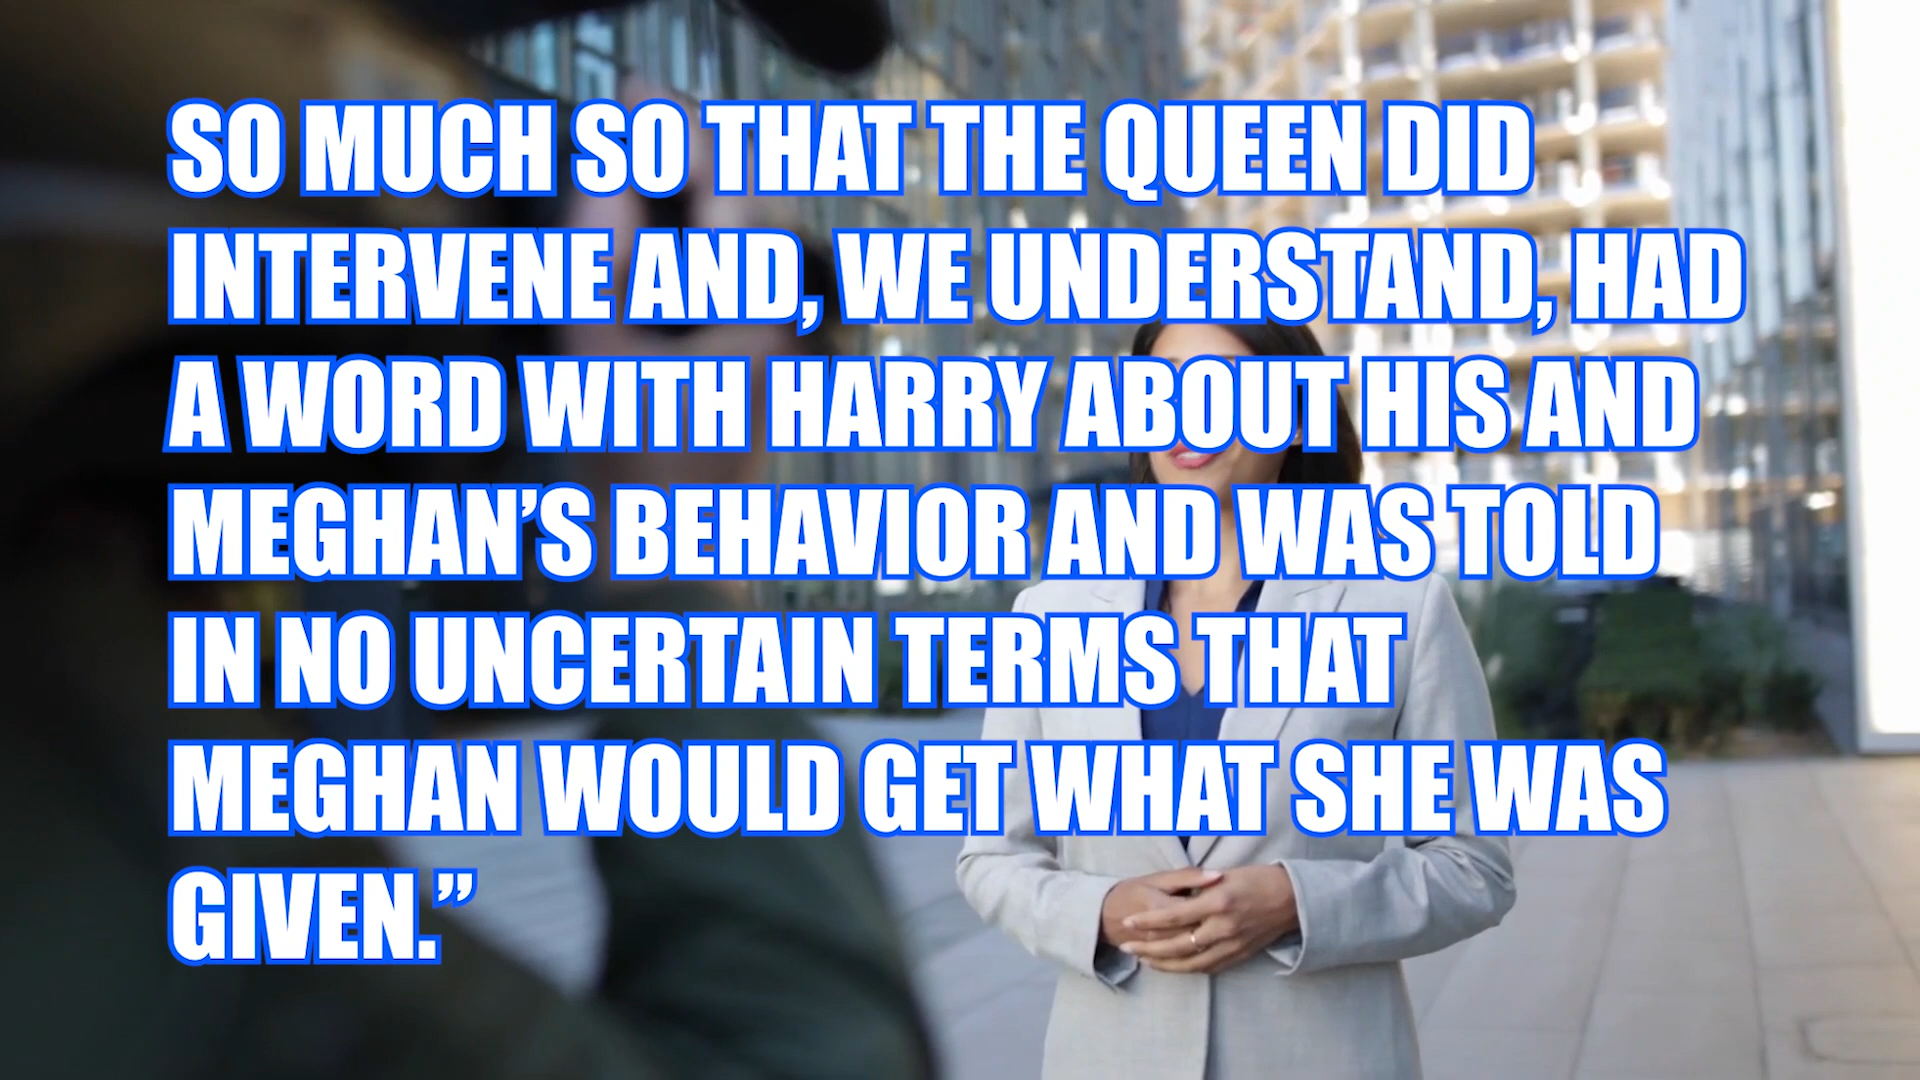 SO MUCH SO THAT THE QUEEN DID
INTERVENE AND, WE UNDERSTAND, HAD
A WORD WITH HARRY ABOUT HIS AND
MEGHAN’S BEHAVIOR AND WAS TOLD
IN NO UNCERTAIN TERMS THAT
MEGHAN WOULD GET WHAT SHE WAS
GIVEN.”